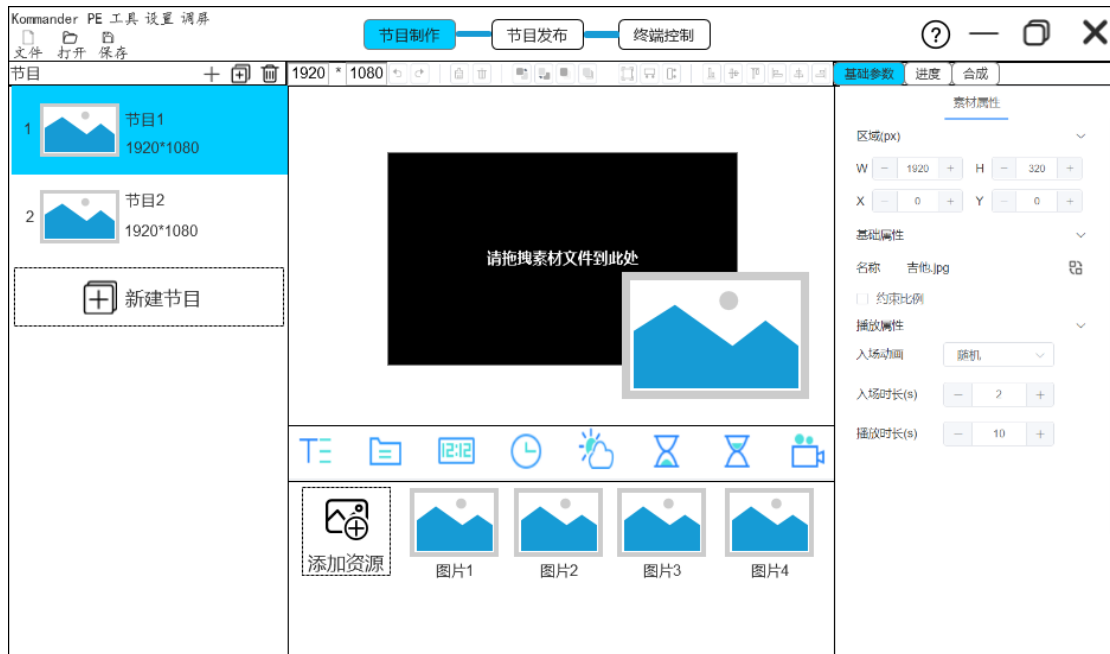 Kommander PE 工具 设置 调屏
文件 打开 保存
节目制作 节目发布 终端控制
?
节目
1920 * 1080
基础参数 进度 合成
1
节目1
1920*1080
2
节目2
1920*1080
新建节目
请拖拽素材文件到此处
素材属性
区域(px)
W - 1920 + H - 320 +
X - 0 + Y - 0 +
基础属性
名称 吉他.jpg
约束比例
播放属性
入场动画 随机
入场时长(s) - 2 +
播放时长(s) - 10 +
T
12:12
添加资源
图片1 图片2 图片3 图片4